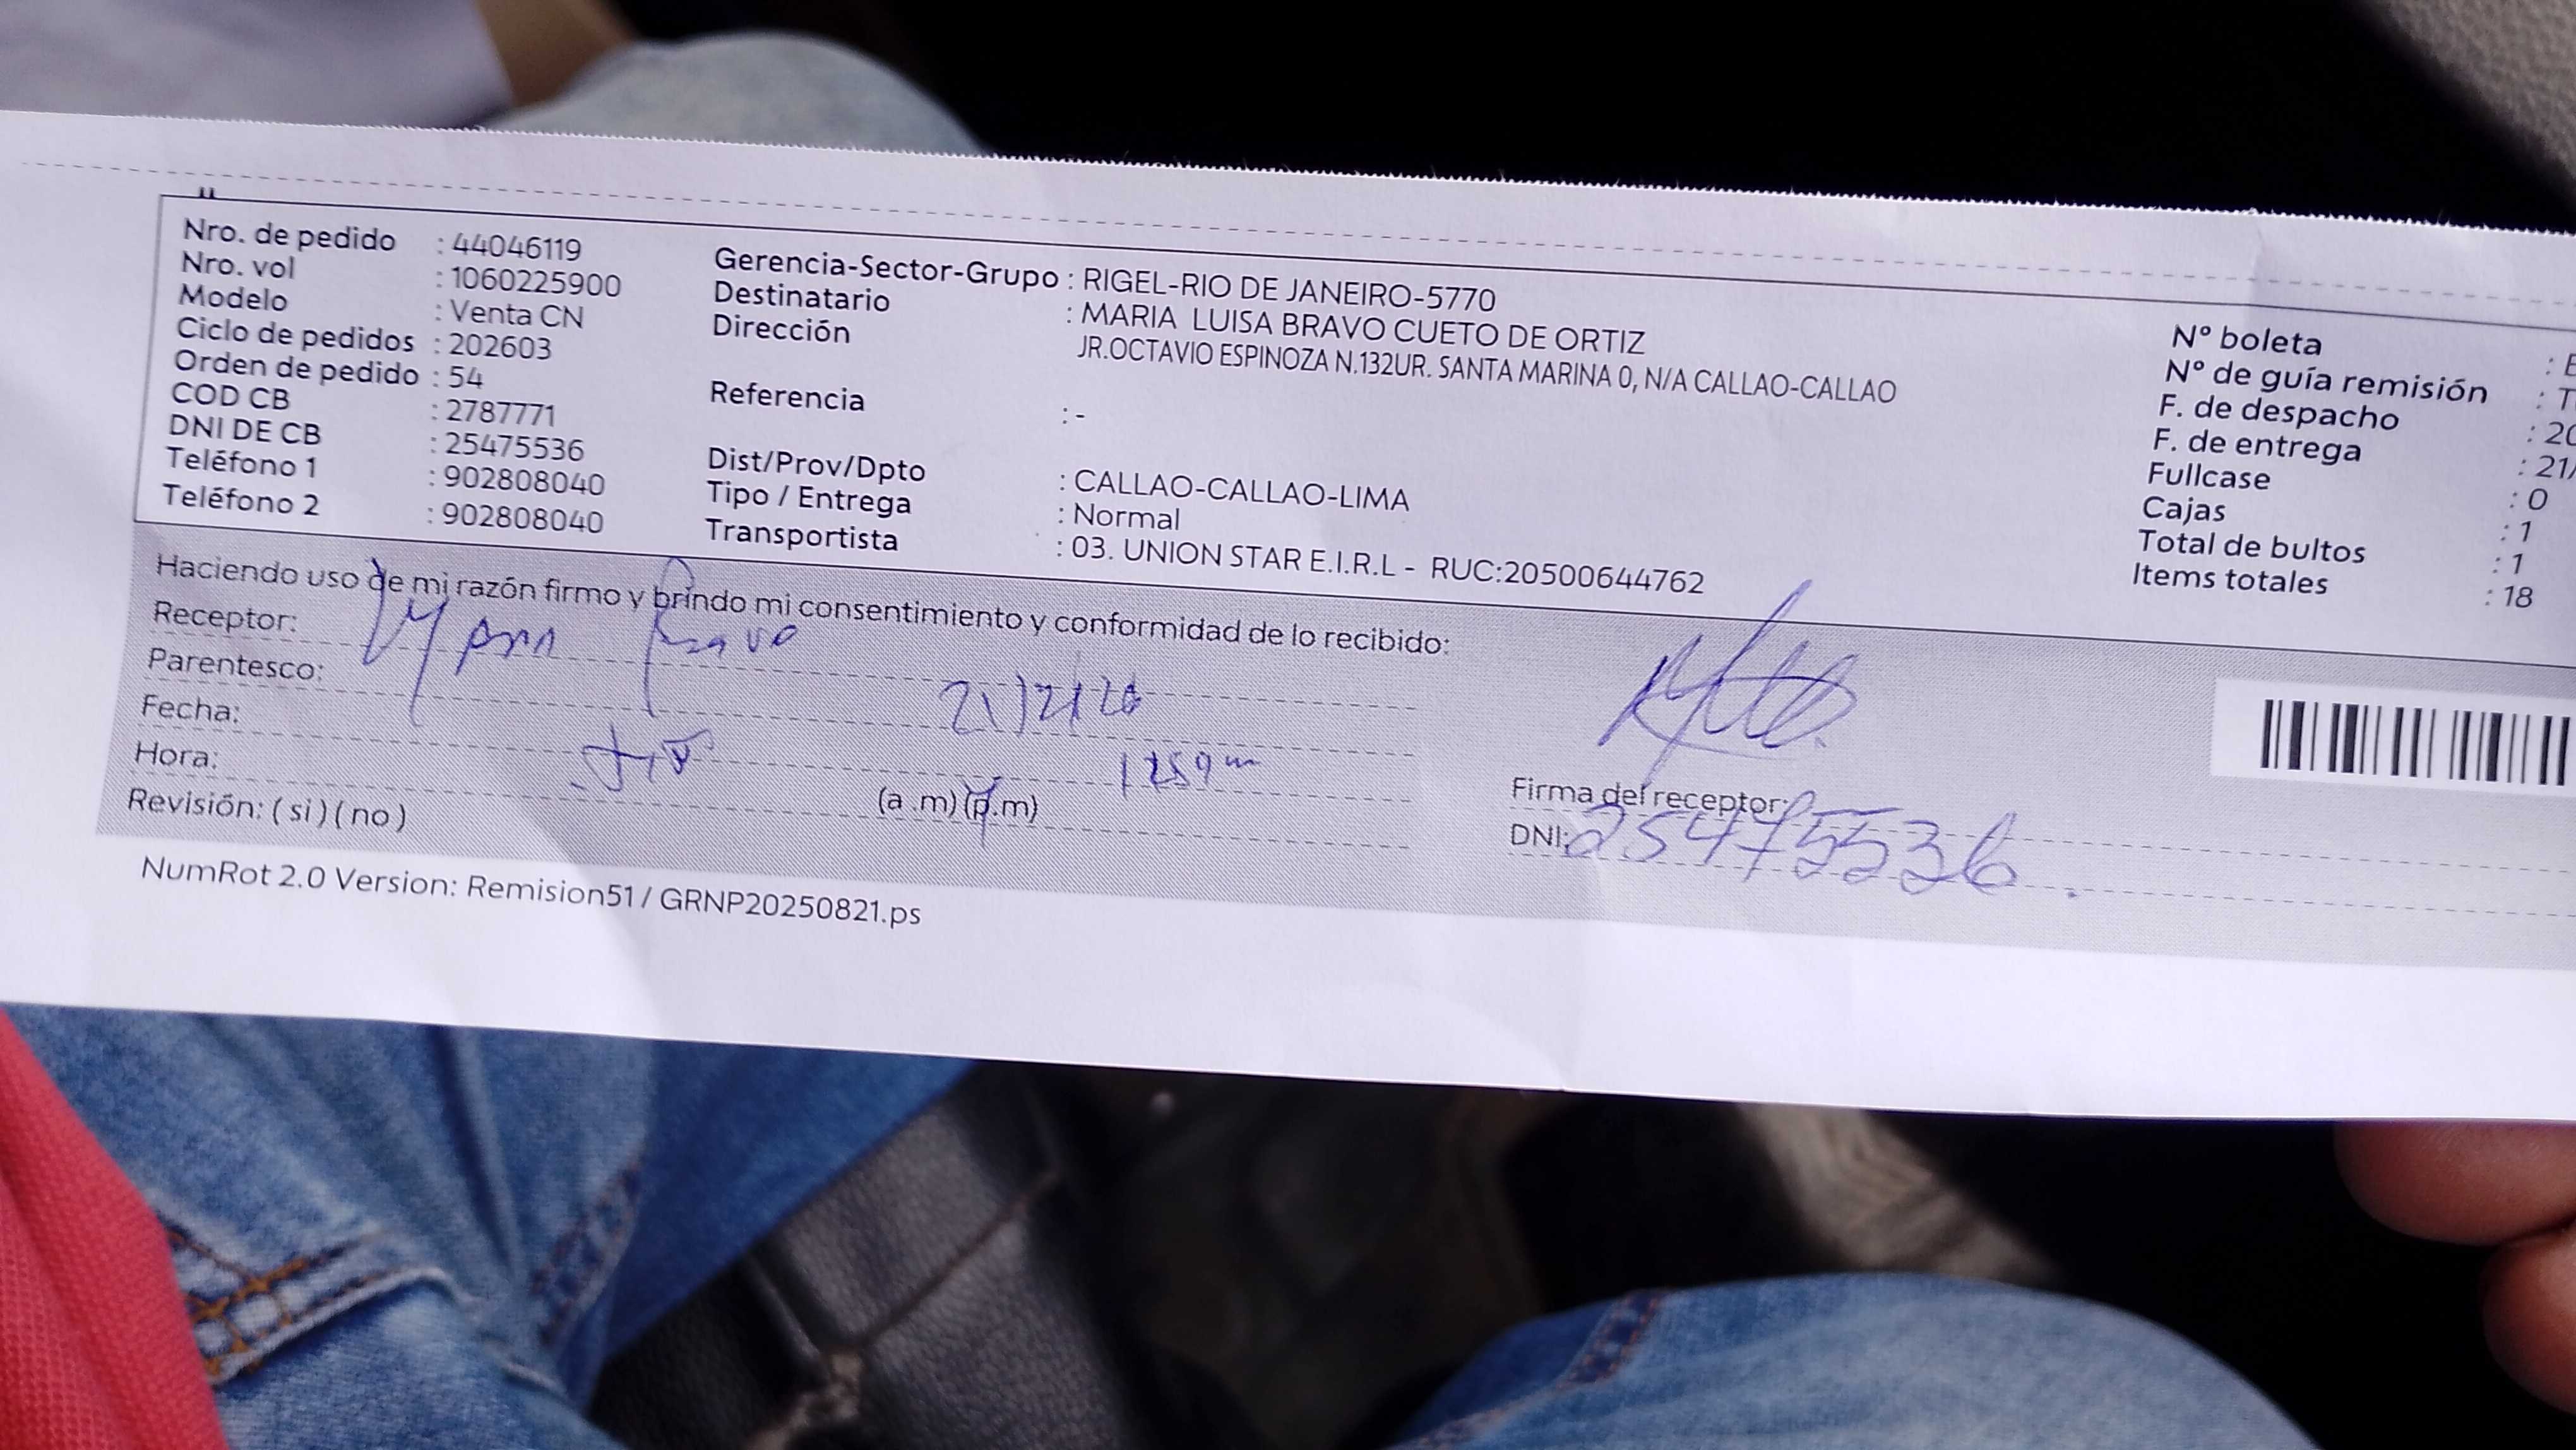 Nro. de pedido : 44046119
Nro. vol : 1060225900
Modelo : Venta CN
Ciclo de pedidos : 202603
Orden de pedido : 54
COD CB : 2787771
DNI DE CB : 25475536
Teléfono 1 : 902808040
Teléfono 2 : 902808040
Gerencia-Sector-Grupo : RIGEL-RIO DE JANEIRO-5770
Destinatario : MARIA LUISA BRAVO CUETO DE ORTIZ
Dirección JR.OCTAVIO ESPINOZA N.132UR. SANTA MARINA 0, N/A CALLAO-CALLAO
Referencia : -
Dist/Prov/Dpto : CALLAO-CALLAO-LIMA
Tipo / Entrega : Normal
Transportista : 03. UNION STAR E.I.R.L - RUC:20500644762
Nº boleta :
Nº de guía remisión : T
F. de despacho : 20
F. de entrega : 21/
Fullcase : 0
Cajas : 1
Total de bultos : 1
Items totales : 18
Haciendo uso de mi razón firmo y brindo mi consentimiento y conformidad de lo recibido:
Receptor: Bravo
Parentesco:
Fecha: 21/2/26
Hora: (a .m) (p.m) 1259
Revisión: ( si ) ( no )
Firma del receptor:
DNI: 25475536
NumRot 2.0 Version: Remision51 / GRNP20250821.ps